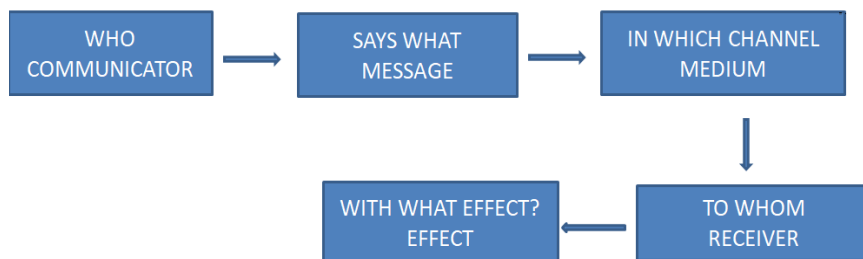 WHO
COMMUNICATOR
SAYS WHAT
MESSAGE
IN WHICH CHANNEL
MEDIUM
TO WHOM
RECEIVER
WITH WHAT EFFECT?
EFFECT